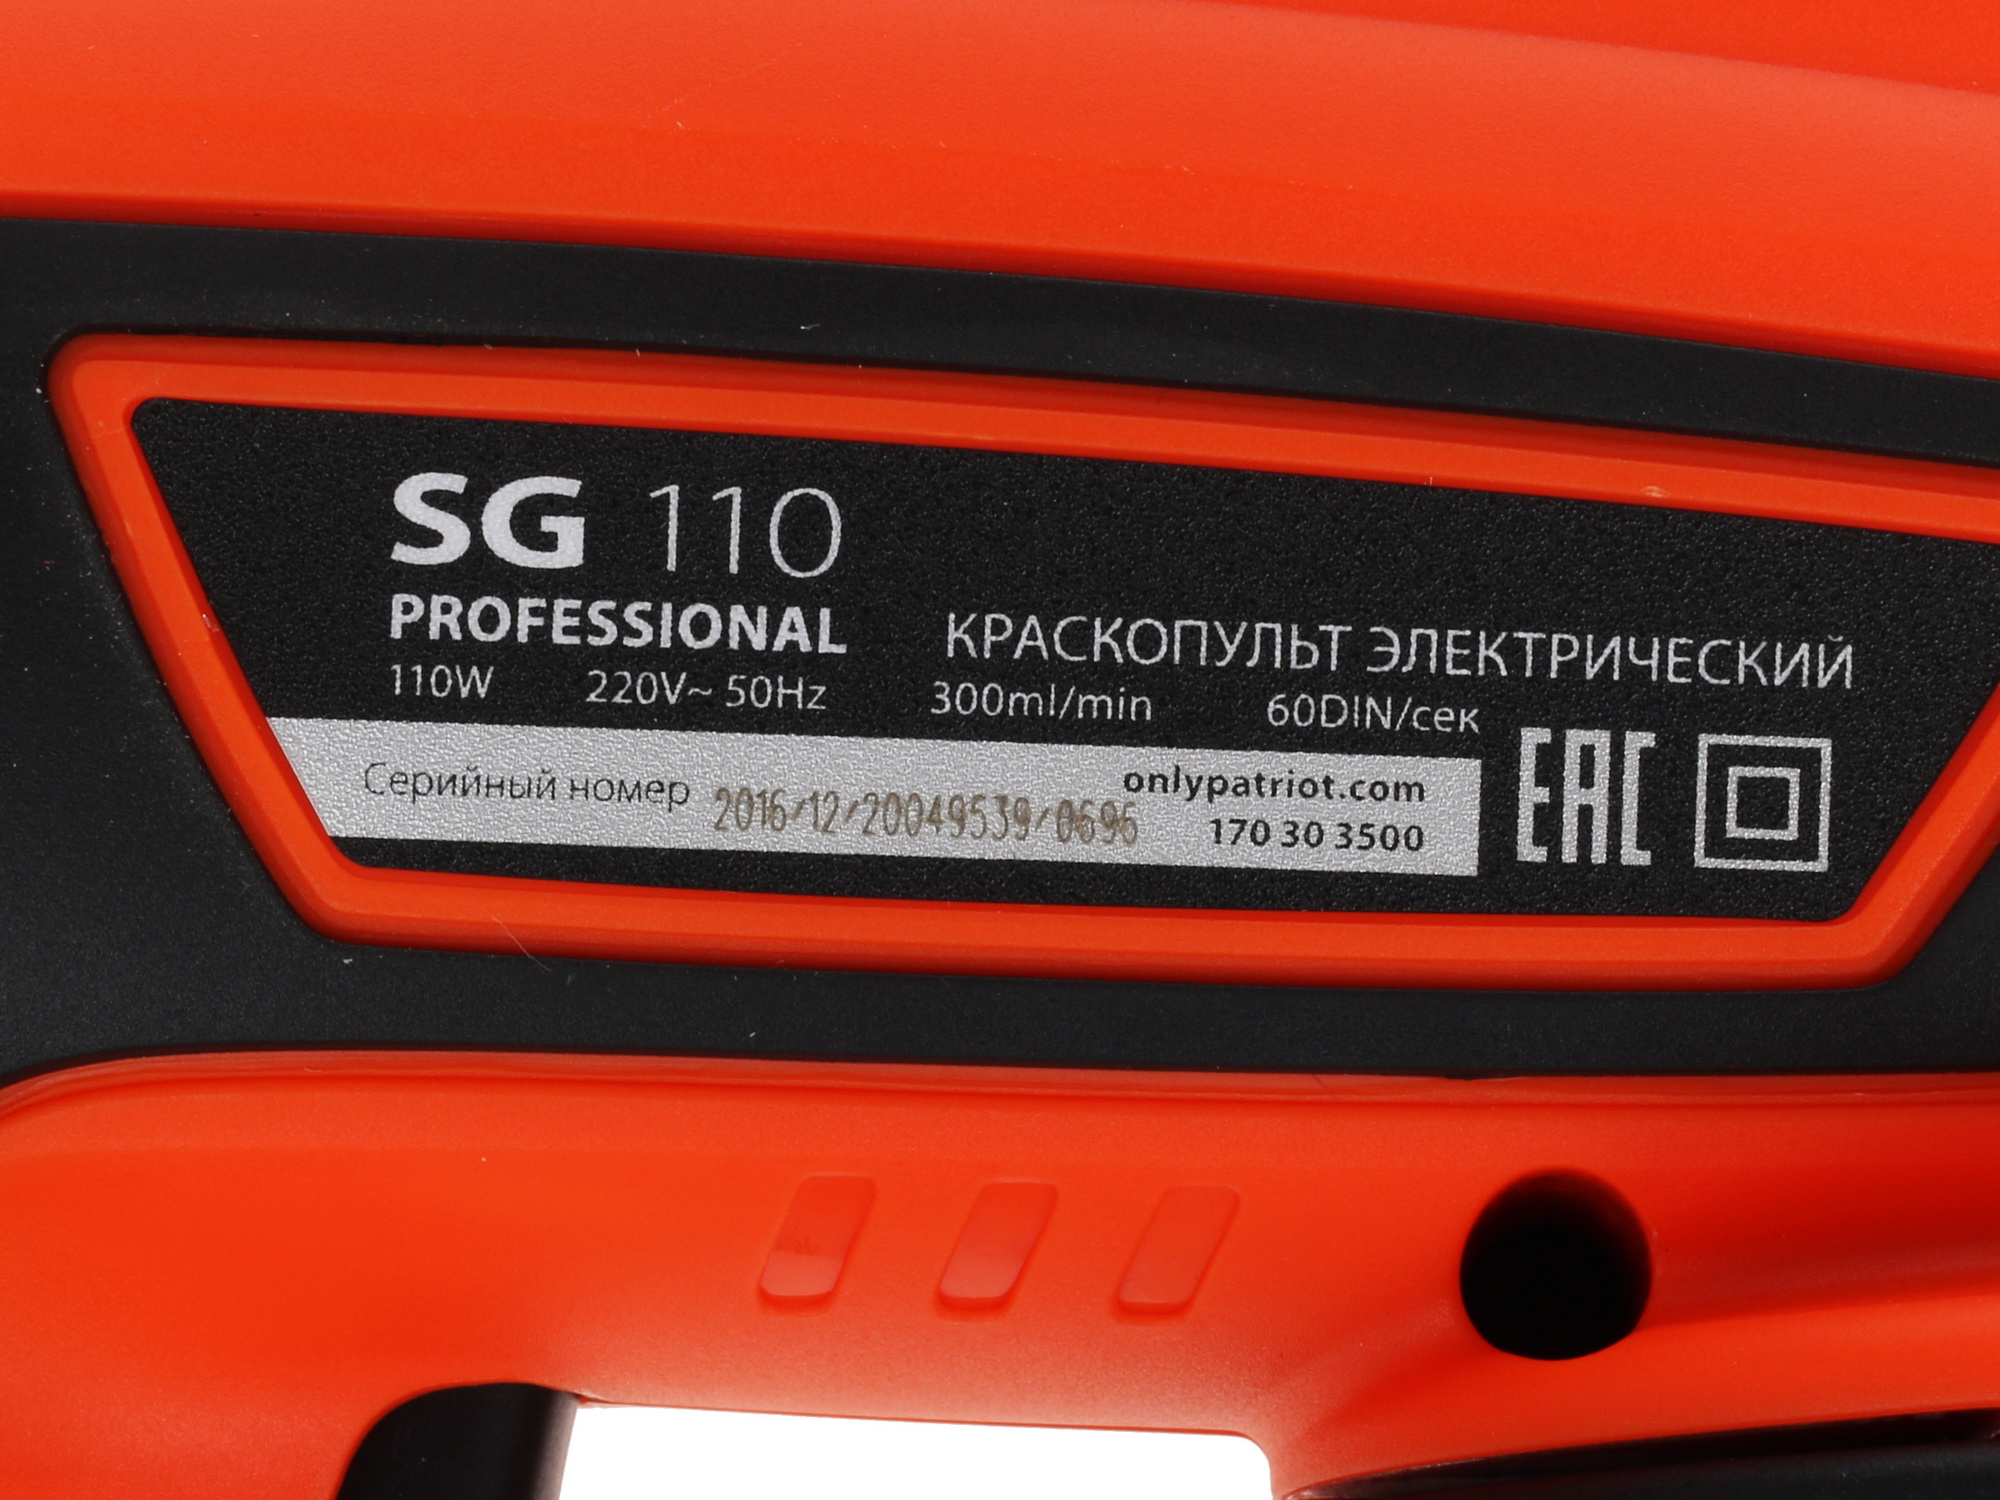 SG 110
PROFESSIONAL
КРАСКОПУЛЬТ ЭЛЕКТРИЧЕСКИЙ
110W 220V~ 50Hz 300ml/min 60DIN/сек
Серийный номер 2016/12/20049539/0696
onlypatriot.com
170 30 3500
EAC